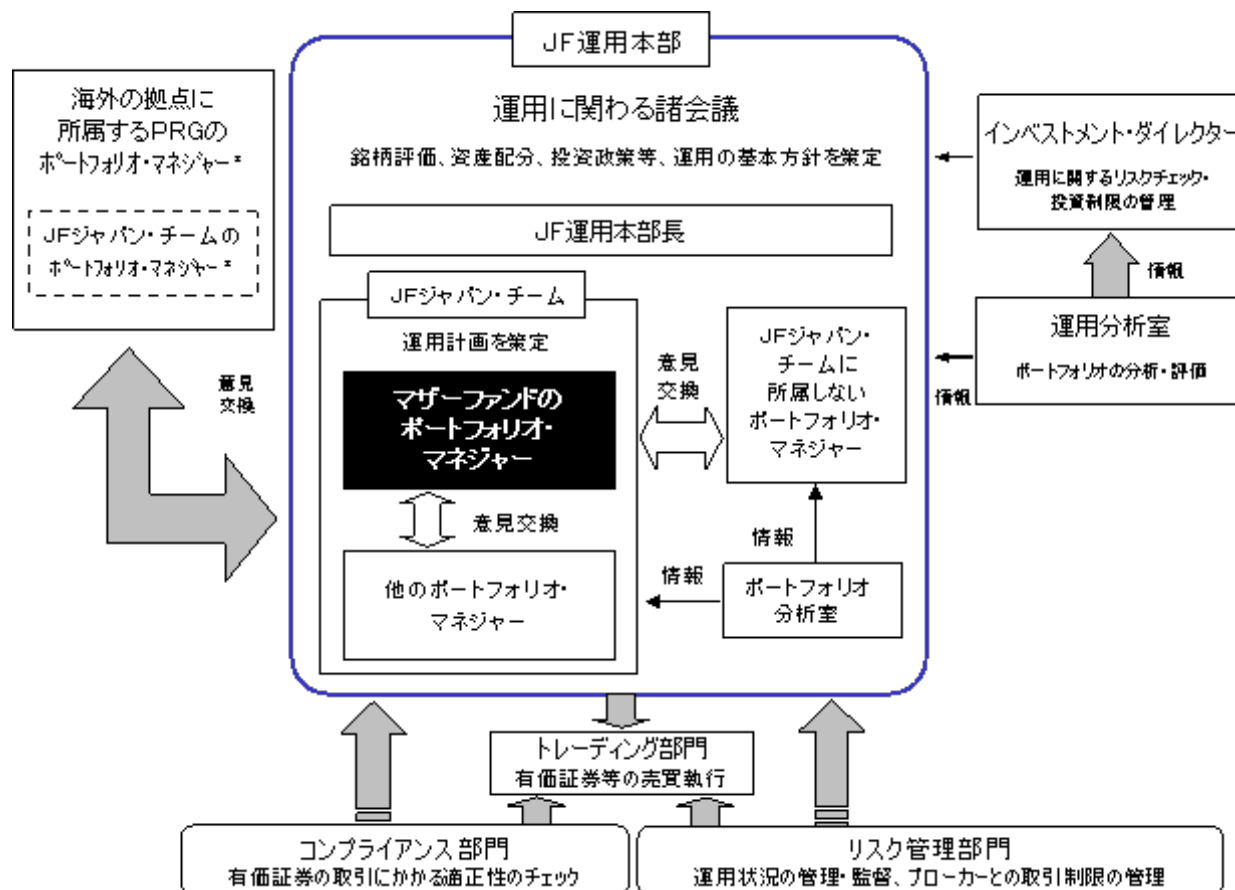 JF運用本部
海外の拠点に
所属するPRGの
ポートフォリオ・マネジャー*
JFジャパン・チームの
ポートフォリオ・マネジャー*
運用に関わる諸会議
銘柄評価、資産配分、投資政策等、運用の基本方針を策定
インベストメント・ダイレクター
運用に関するリスクチェック・
投資制限の管理
JF運用本部長
情報
運用分析室
ポートフォリオの分析・評価
情報
JFジャパン・チーム
運用計画を策定
マザーファンドの
ポートフォリオ・
マネジャー
意見
交換
意見
交換
JFジャパン・
チームに
所属しない
ポートフォリオ・
マネジャー
意見交換
情報
他のポートフォリオ・
マネジャー
情報
ポートフォリオ
分析室
トレーディング部門
有価証券等の売買執行
コンプライアンス部門
有価証券の取引にかかる適正性のチェック
リスク管理部門
運用状況の管理・監督、ブローカーとの取引制限の管理